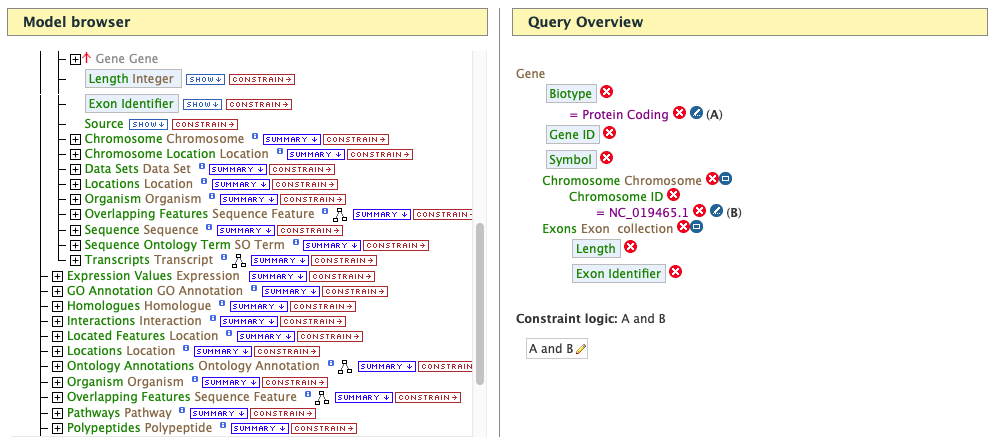 Model browser
Gene Gene
Length Integer SHOW↓ CONSTRAIN→
Exon Identifier SHOW↓ CONSTRAIN→
Source SHOW↓ CONSTRAIN→
Chromosome Chromosome i SUMMARY ↓ CONSTRAIN→
Chromosome Location Location i SUMMARY ↓ CONSTRAIN→
Data Sets Data Set i SUMMARY ↓ CONSTRAIN→
Locations Location i SUMMARY ↓ CONSTRAIN→
Organism Organism i SUMMARY ↓ CONSTRAIN→
Overlapping Features Sequence Feature i SUMMARY ↓ CONSTRAIN-
Sequence Sequence i SUMMARY ↓ CONSTRAIN→
Sequence Ontology Term SO Term i SUMMARY ↓ CONSTRAIN→
Transcripts Transcript i SUMMARY ↓ CONSTRAIN→
Expression Values Expression SUMMARY ↓ CONSTRAIN→
GO Annotation GO Annotation i SUMMARY ↓ CONSTRAIN→
Homologues Homologue i SUMMARY ↓ CONSTRAIN→
Interactions Interaction i SUMMARY ↓ CONSTRAIN→
Located Features Location i SUMMARY ↓ CONSTRAIN→
Locations Location i SUMMARY ↓ CONSTRAIN→
Ontology Annotations Ontology Annotation i SUMMARY ↓ CONSTRAIN
Organism Organism i SUMMARY ↓ CONSTRAIN→
Overlapping Features Sequence Feature i SUMMARY ↓ CONSTRAIN→
Pathways Pathway i SUMMARY ↓ CONSTRAIN→
Polypeptides Polypeptide i SUMMARY ↓ CONSTRAIN→
Query Overview
Gene
Biotype
= Protein Coding (A)
Gene ID
Symbol
Chromosome Chromosome
Chromosome ID
= NC_019465.1 (B)
Exons Exon collection
Length
Exon Identifier
Constraint logic: A and B
A and B